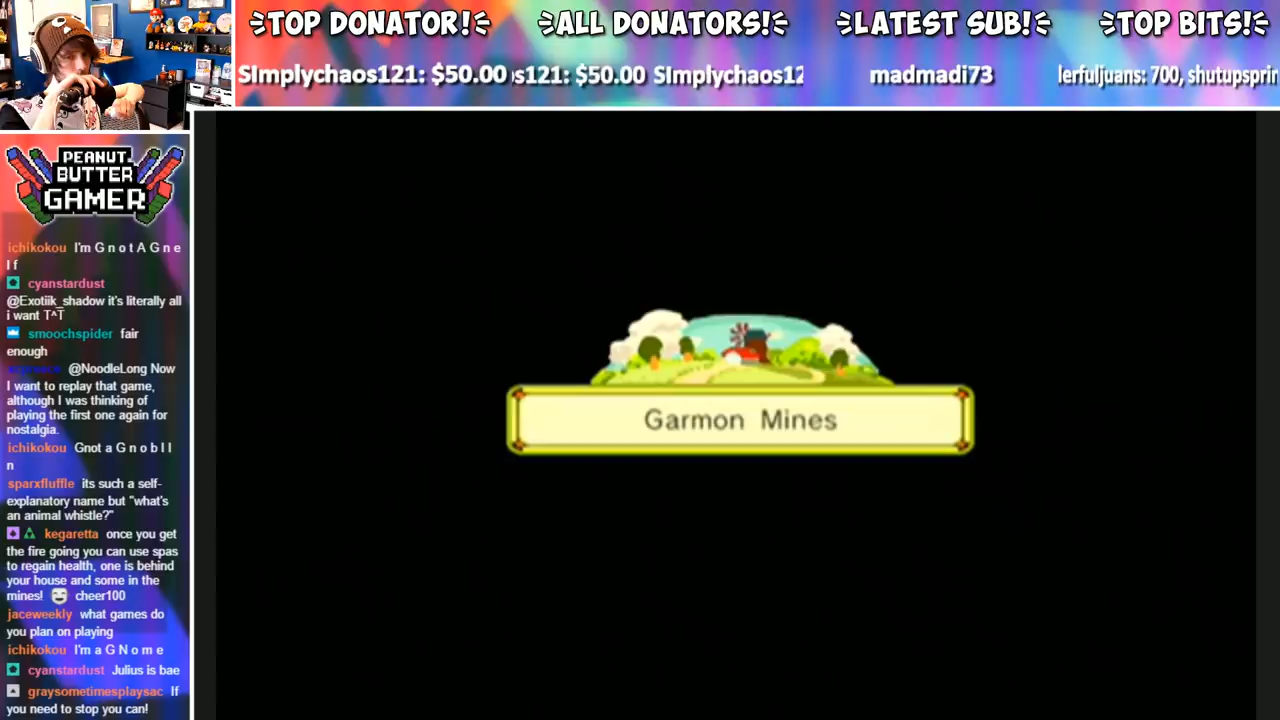 TOP DONATOR! ALL DONATORS! LATEST SUB! TOP BITS!
SImplychaos121: $50.00 s121: $50.00 SImplychaos12 madmadi73 lerfuljuans: 700, shutupsprin
PEANUT
BUTTER
GAMER
ichikokou I'm G n o t A G n e
l f
cyanstardust
@Exotiik_shadow it's literally all
i want T^T
smoochspider fair
enough
@NoodleLong Now
I want to replay that game,
although I was thinking of
playing the first one again for
nostalgia.
ichikokou Gnot a G n o b l I
n
sparxfluffle its such a self-
explanatory name but "what's
an animal whistle?"
kegaretta once you get
the fire going you can use spas
to regain health, one is behind
your house and some in the
mines! cheer100
jaceweekly what games do
you plan on playing
ichikokou I'm a G N o m e
cyanstardust Julius is bae
graysometimesplaysac If
you need to stop you can!
Garmon Mines